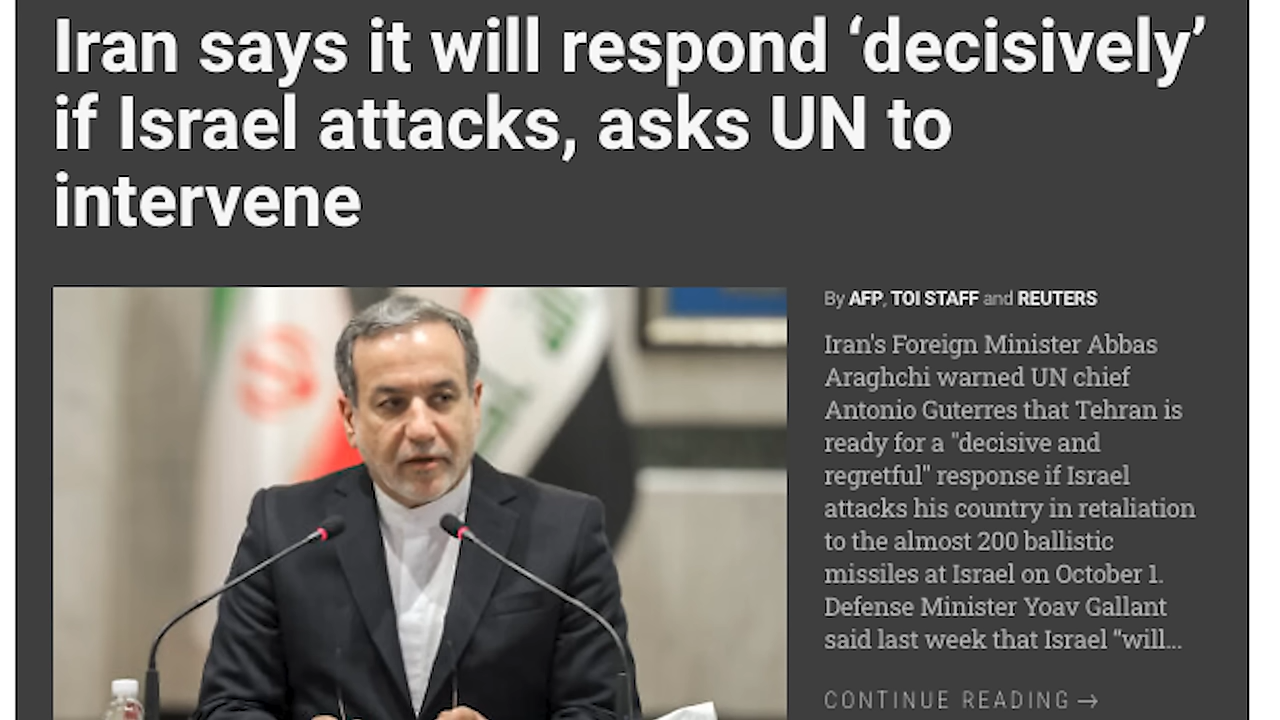 Iran says it will respond ‘decisively’
if Israel attacks, asks UN to
intervene
By AFP, TOI STAFF and REUTERS
Iran's Foreign Minister Abbas
Araghchi warned UN chief
Antonio Guterres that Tehran is
ready for a "decisive and
regretful" response if Israel
attacks his country in retaliation
to the almost 200 ballistic
missiles at Israel on October 1.
Defense Minister Yoav Gallant
said last week that Israel "will...
CONTINUE READING →